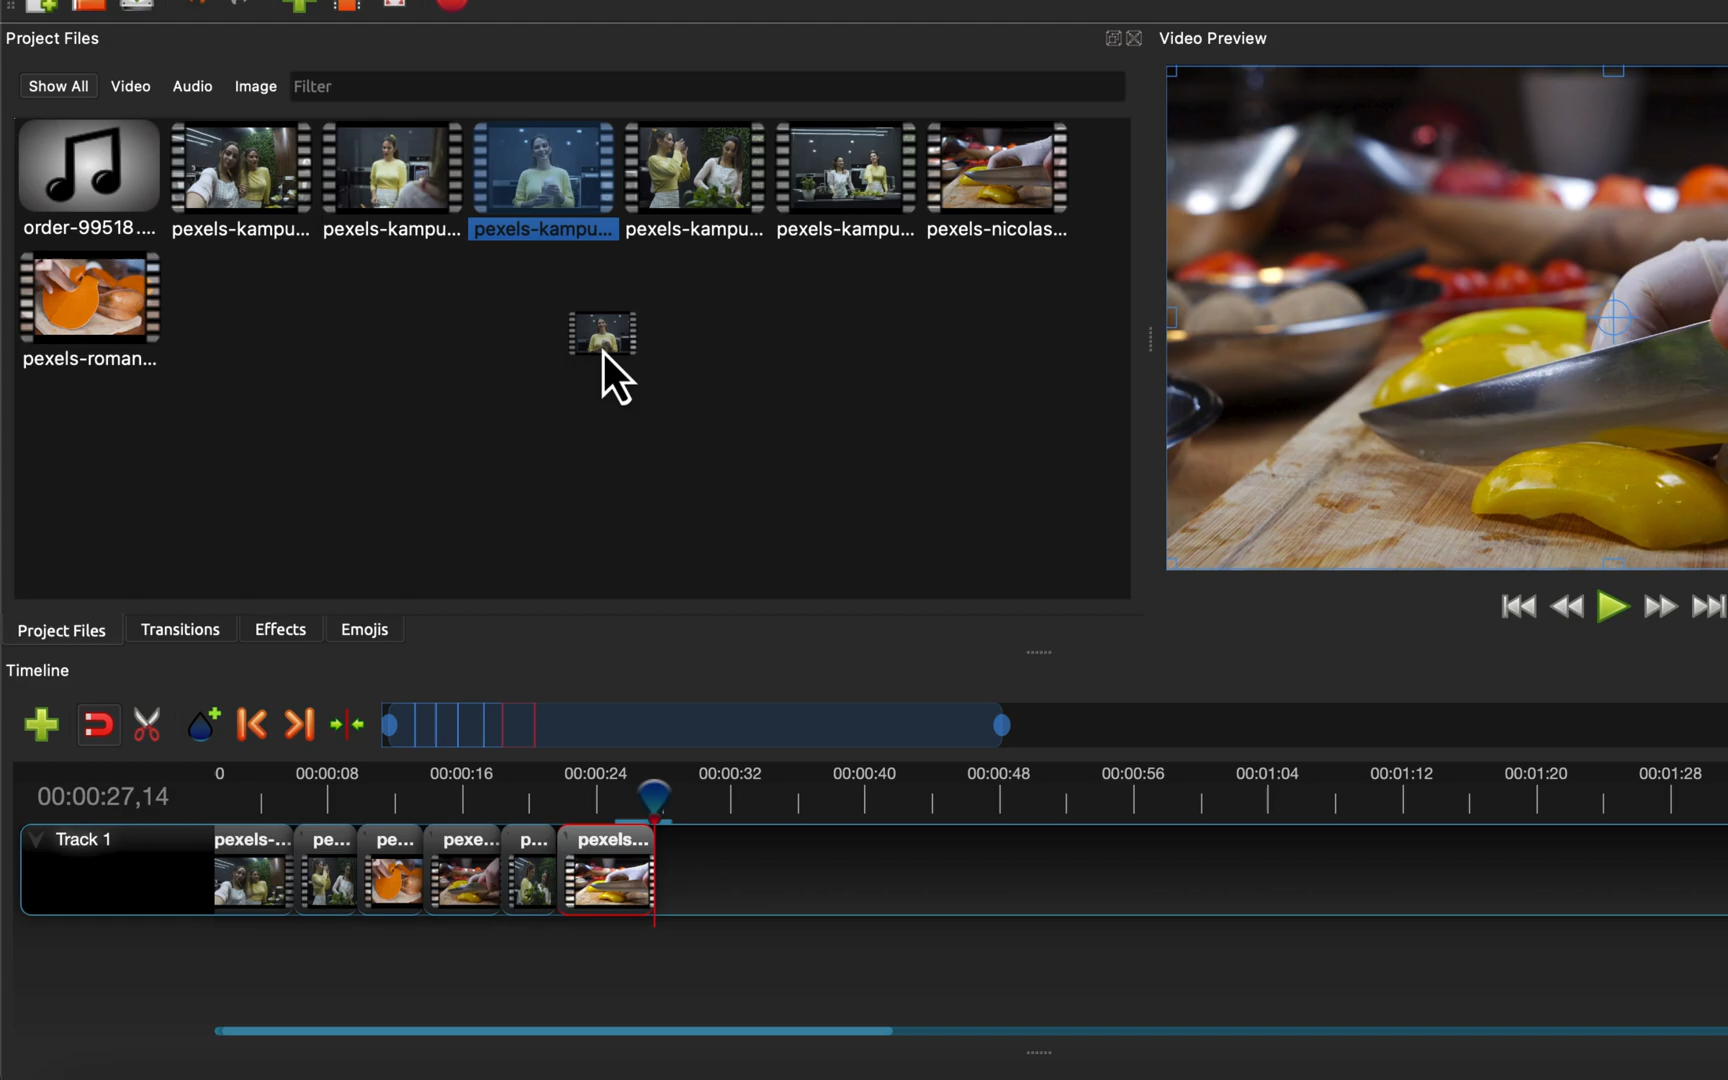 Project Files
Video Preview
Show All Video Audio Image Filter
order-99518.... pexels-kampu... pexels-kampu... pexels-kampu... pexels-kampu... pexels-kampu... pexels-nicolas...
pexels-roman...
Project Files Transitions Effects Emojis
Timeline
0 00:00:08 00:00:16 00:00:24 00:00:32 00:00:40 00:00:48 00:00:56 00:01:04 00:01:12 00:01:20 00:01:28
00:00:27,14
Track 1 pexels-... pe... pe... pexe... p... pexels...